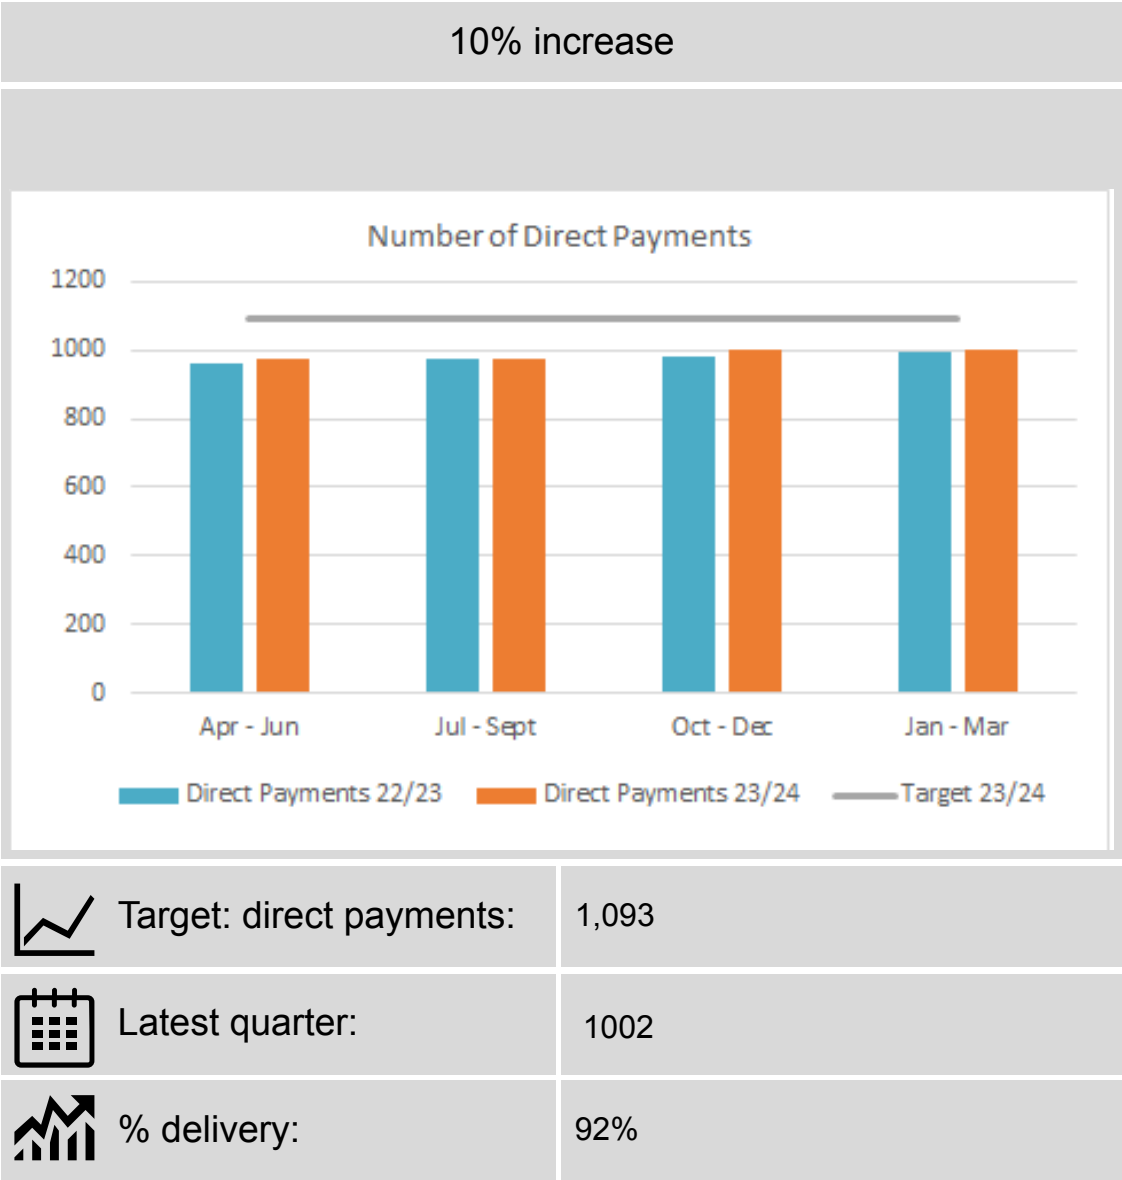 10% increase
Number of Direct Payments
1200
1000
800
600
400
200
0
Apr - Jun Jul - Sept Oct - Dec Jan - Mar
Direct Payments 22/23 Direct Payments 23/24 Target 23/24
Target: direct payments: 1,093
Latest quarter: 1002
% delivery: 92%